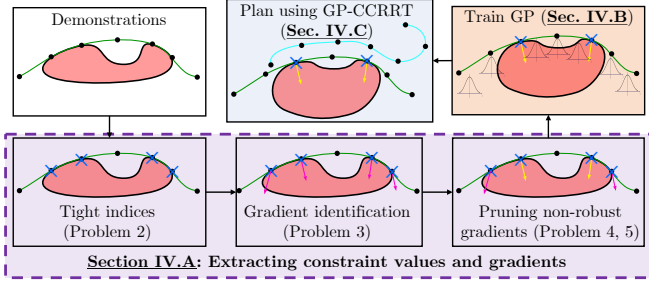 Demonstrations
Plan using GP-CCRRT
(Sec. IV.C)
Train GP (Sec. IV.B)
Tight indices
(Problem 2)
Gradient identification
(Problem 3)
Pruning non-robust
gradients (Problem 4, 5)
Section IV.A: Extracting constraint values and gradients